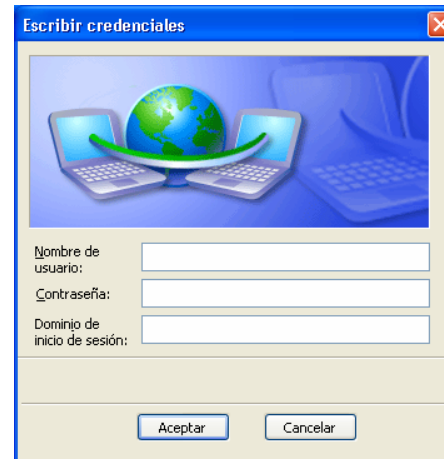 Escribir credenciales
Nombre de
usuario:
Contraseña:
Dominio de
inicio de sesión:
Aceptar
Cancelar